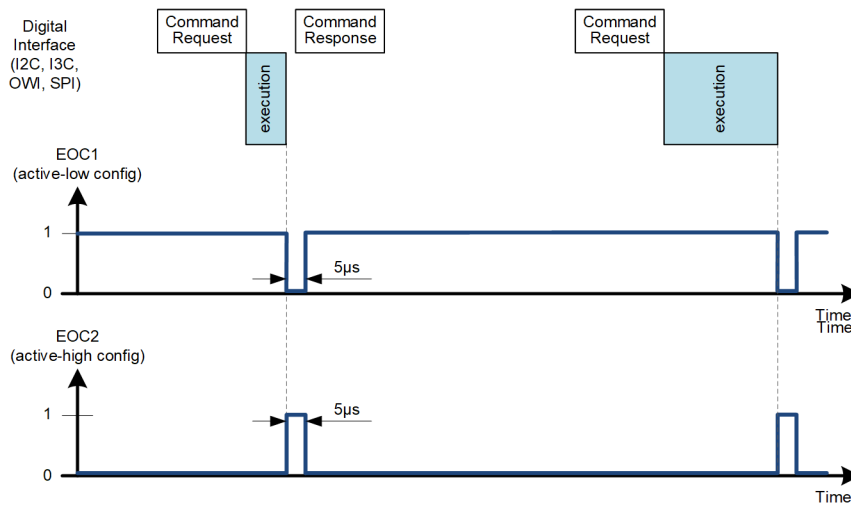 Digital
Interface
(I2C, I3C,
OWI, SPI)
Command
Request
Command
Response
Command
Request
execution
execution
EOC1
(active-low config)
1
5µs
0
Time
Time
EOC2
(active-high config)
1
5µs
0
Time